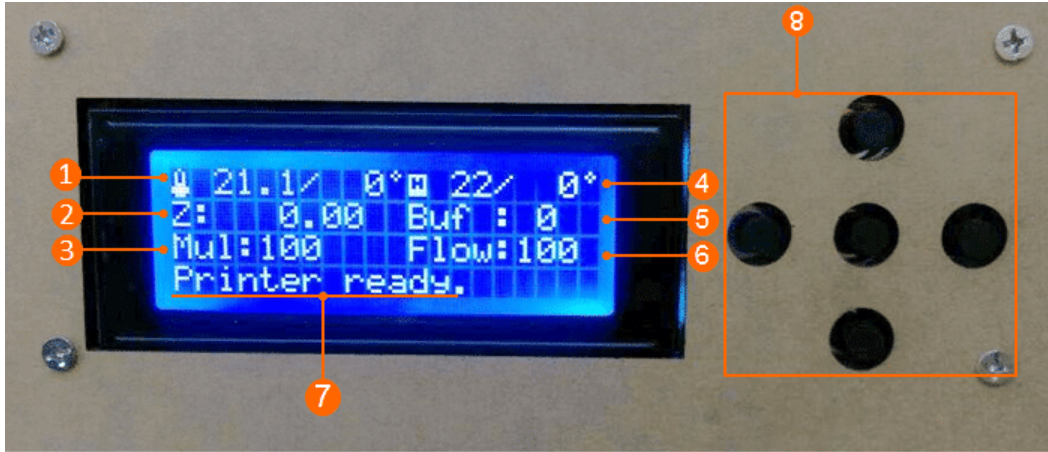 8
1 21.1/ 0° H 22/ 0° 4
2 Z: 0.00 Buf : 0 5
3 Mul:100 Flow:100 6
Printer ready.
7